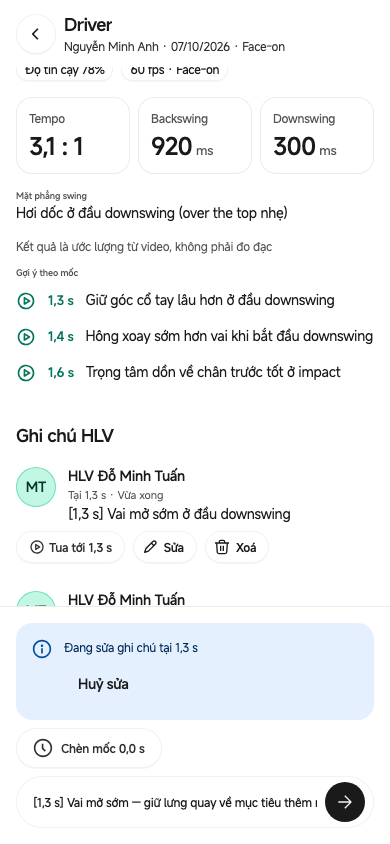 Driver
Nguyễn Minh Anh · 07/10/2026 · Face-on
Độ tin cậy 78%
60 fps · Face-on
Tempo
3,1 : 1
Backswing
920 ms
Downswing
300 ms
Mặt phẳng swing
Hơi dốc ở đầu downswing (over the top nhẹ)
Kết quả là ước lượng từ video, không phải đo đạc
Gợi ý theo mốc
1,3 s Giữ góc cổ tay lâu hơn ở đầu downswing
1,4 s Hông xoay sớm hơn vai khi bắt đầu downswing
1,6 s Trọng tâm dồn về chân trước tốt ở impact
Ghi chú HLV
MT
HLV Đỗ Minh Tuấn
Tại 1,3 s · Vừa xong
[1,3 s] Vai mở sớm ở đầu downswing
Tua tới 1,3 s
Sửa
Xoá
HLV Đỗ Minh Tuấn
Đang sửa ghi chú tại 1,3 s
Huỷ sửa
Chèn mốc 0,0 s
[1,3 s] Vai mở sớm — giữ lưng quay về mục tiêu thêm